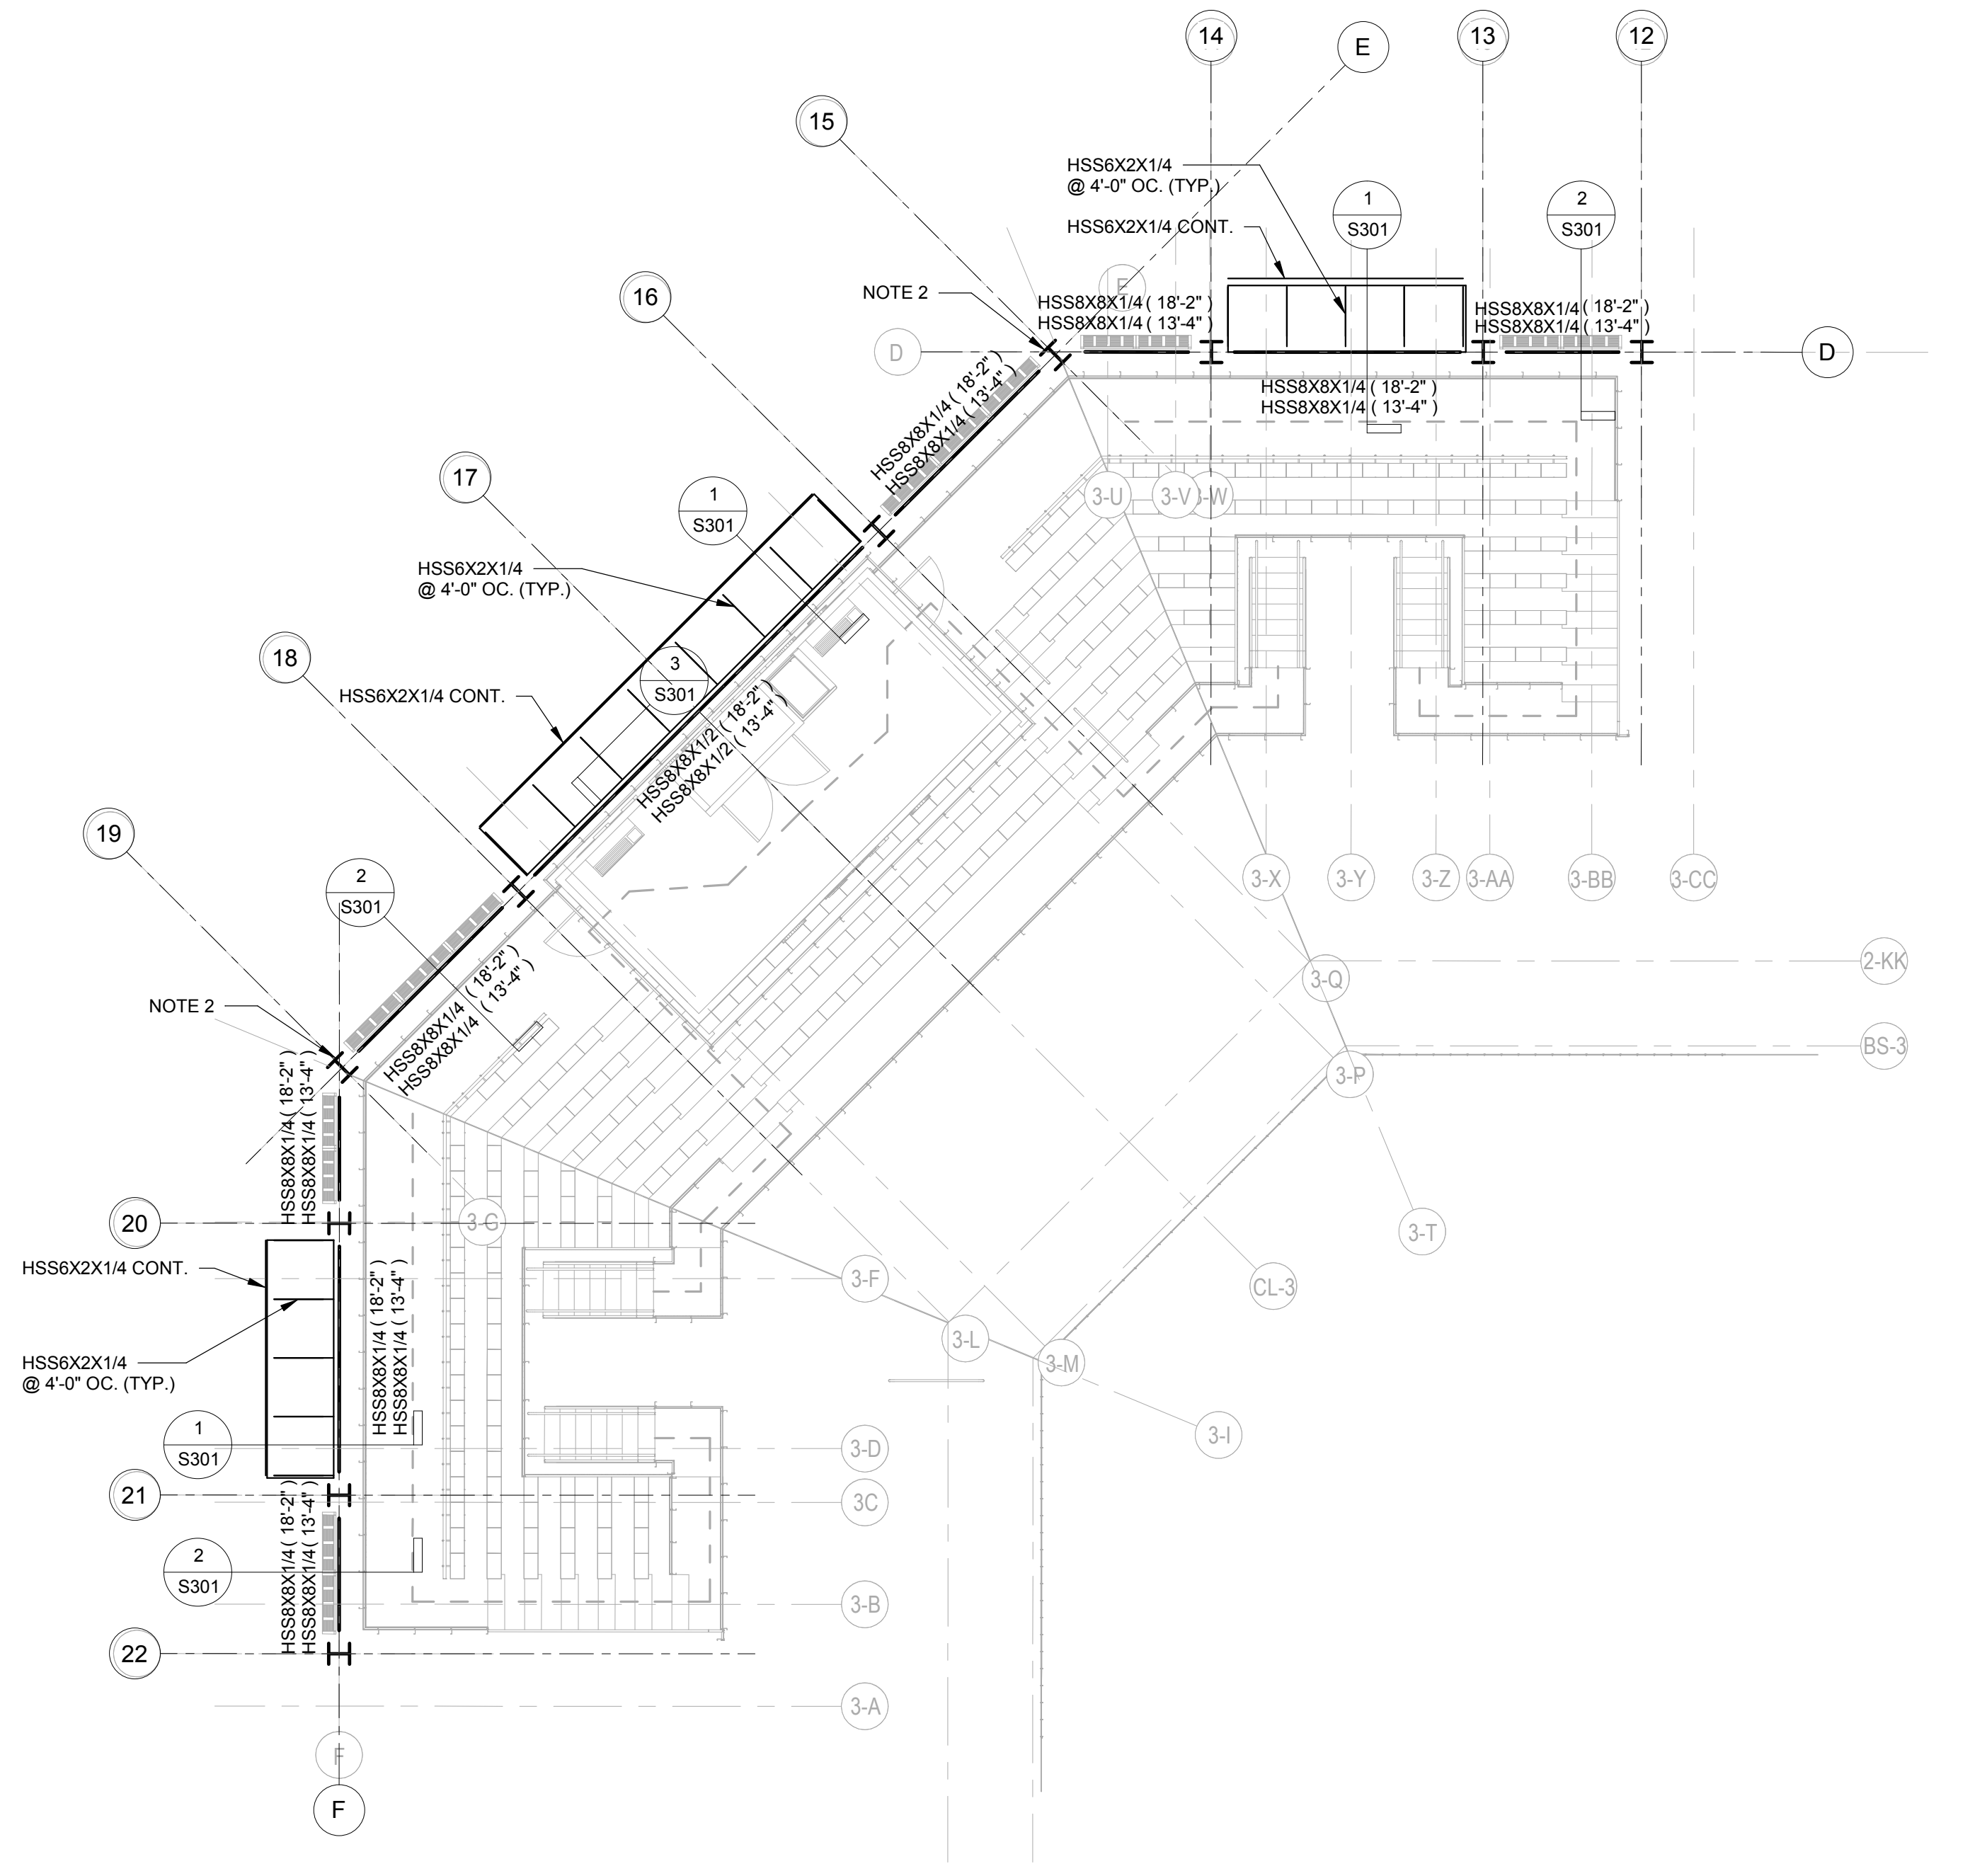 14
E
13
12
15
HSS6X2X1/4
@ 4'-0" OC. (TYP.)
1
S301
2
S301
HSS6X2X1/4 CONT.
16
NOTE 2
E
HSS8X8X1/4 ( 18'-2" )
HSS8X8X1/4 ( 13'-4" )
HSS8X8X1/4 ( 18'-2" )
HSS8X8X1/4 ( 13'-4" )
D
D
HSS8X8X1/4 ( 18'-2" )
HSS8X8X1/4 ( 13'-4" )
HSS8X8X1/4 ( 18'-2" )
HSS8X8X1/4 ( 13'-4" )
17
1
S301
3-U
3-V
3-W
HSS6X2X1/4
@ 4'-0" OC. (TYP.)
18
3
S301
HSS6X2X1/4 CONT.
HSS8X8X1/2 ( 18'-2" )
HSS8X8X1/2 ( 13'-4" )
19
2
S301
3-X
3-Y
3-Z
3-AA
3-BB
3-CC
HSS8X8X1/4 ( 18'-2" )
HSS8X8X1/4 ( 13'-4" )
2-KK
3-Q
NOTE 2
BS-3
3-P
HSS8X8X1/4 ( 18'-2" )
HSS8X8X1/4 ( 13'-4" )
20
3-G
3-T
HSS6X2X1/4 CONT.
3-F
CL-3
HSS8X8X1/4 ( 18'-2" )
HSS8X8X1/4 ( 13'-4" )
3-L
3-M
HSS6X2X1/4
@ 4'-0" OC. (TYP.)
1
S301
3-D
3-I
21
3C
HSS8X8X1/4 ( 18'-2" )
HSS8X8X1/4 ( 13'-4" )
2
S301
3-B
22
3-A
F
F